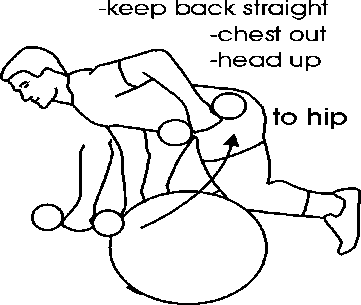 -keep back straight
-chest out
-head up
to hip